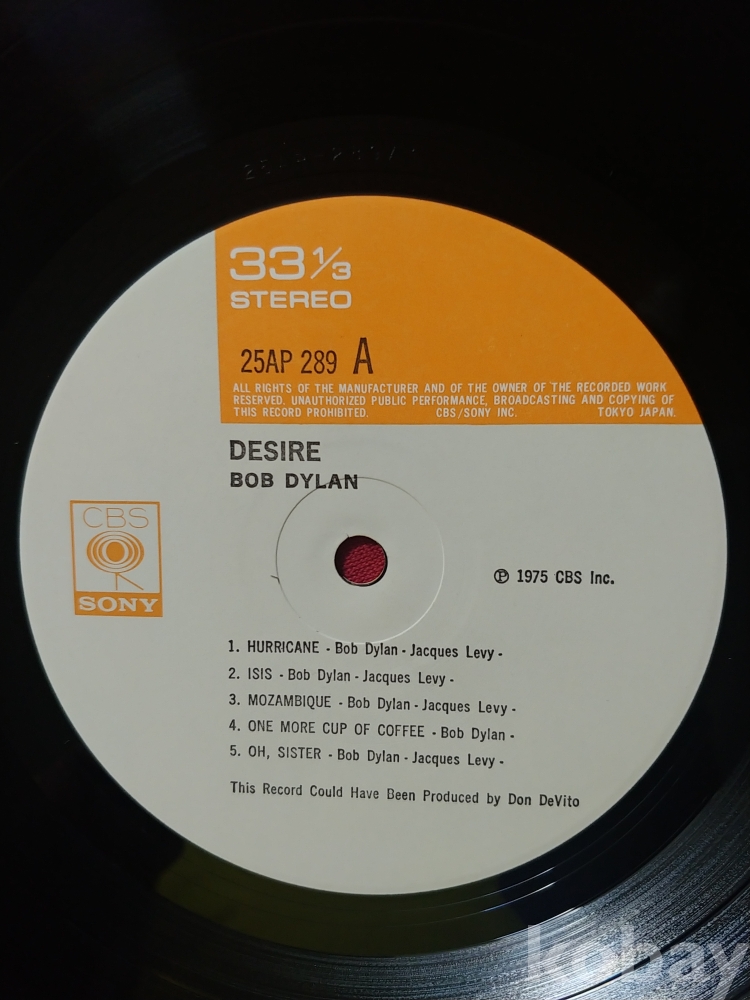 33 1/3
STEREO
25AP 289 A
ALL RIGHTS OF THE MANUFACTURER AND OF THE OWNER OF THE RECORDED WORK
RESERVED. UNAUTHORIZED PUBLIC PERFORMANCE, BROADCASTING AND COPYING OF
THIS RECORD PROHIBITED. CBS/SONY INC. TOKYO JAPAN.
DESIRE
BOB DYLAN
CBS
SONY
℗ 1975 CBS Inc.
1. HURRICANE - Bob Dylan - Jacques Levy -
2. ISIS - Bob Dylan - Jacques Levy -
3. MOZAMBIQUE - Bob Dylan - Jacques Levy -
4. ONE MORE CUP OF COFFEE - Bob Dylan -
5. OH, SISTER - Bob Dylan - Jacques Levy -
This Record Could Have Been Produced by Don DeVito
kobay